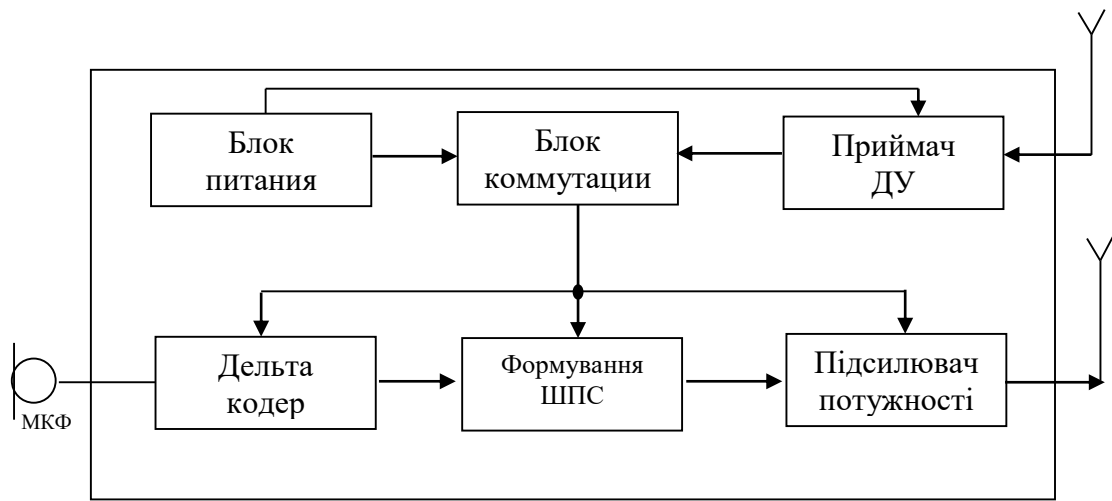 Блок
питания
Блок
коммутации
Приймач
ДУ
Дельта
кодер
Формування
ШПС
Підсилювач
потужності
МКФ